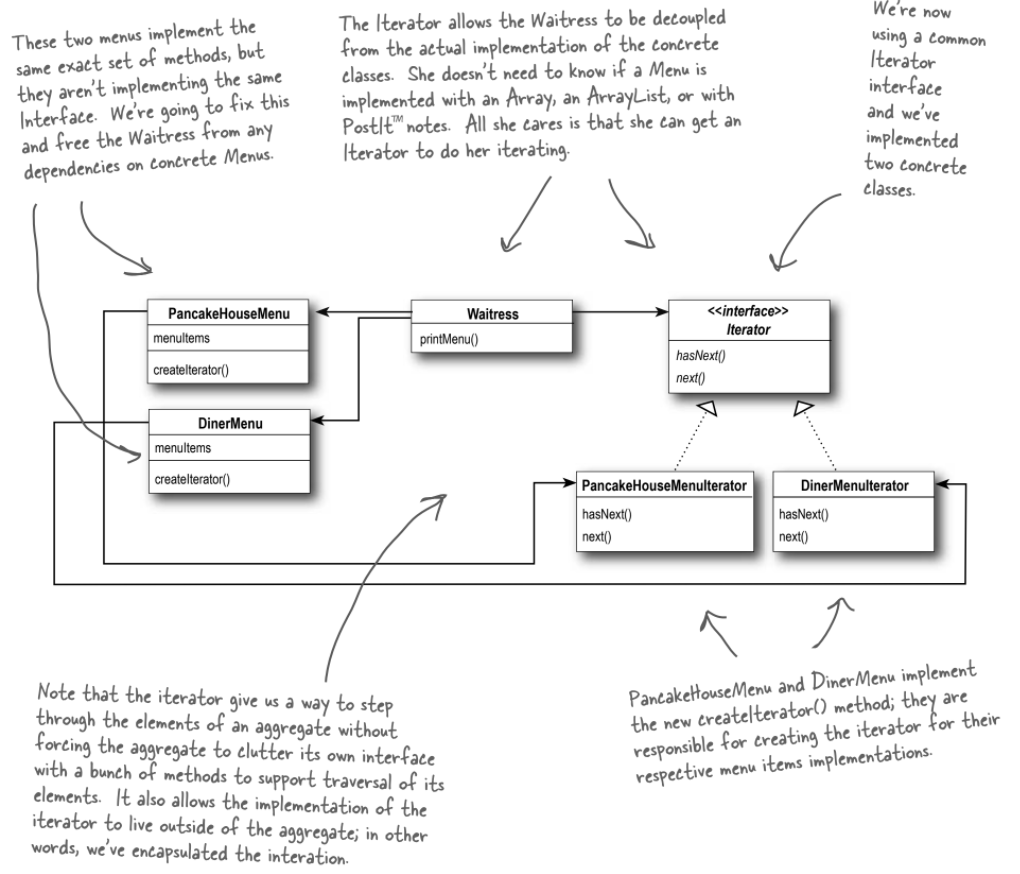 These two menus implement the
same exact set of methods, but
they aren't implementing the same
Interface. We're going to fix this
and free the Waitress from any
dependencies on concrete Menus.
The Iterator allows the Waitress to be decoupled
from the actual implementation of the concrete
classes. She doesn't need to know if a Menu is
implemented with an Array, an ArrayList, or with
PostIt™ notes. All she cares is that she can get an
Iterator to do her iterating.
We're now
using a common
Iterator
interface
and we've
implemented
two concrete
classes.
PancakeHouseMenu
menuItems
createIterator()
Waitress
printMenu()
<<interface>>
Iterator
hasNext()
next()
DinerMenu
menuItems
createIterator()
PancakeHouseMenuIterator
hasNext()
next()
DinerMenuIterator
hasNext()
next()
Note that the iterator give us a way to step
through the elements of an aggregate without
forcing the aggregate to clutter its own interface
with a bunch of methods to support traversal of its
elements. It also allows the implementation of the
iterator to live outside of the aggregate; in other
words, we've encapsulated the interation.
PancakeHouseMenu and DinerMenu implement
the new createIterator() method; they are
responsible for creating the iterator for their
respective menu items implementations.